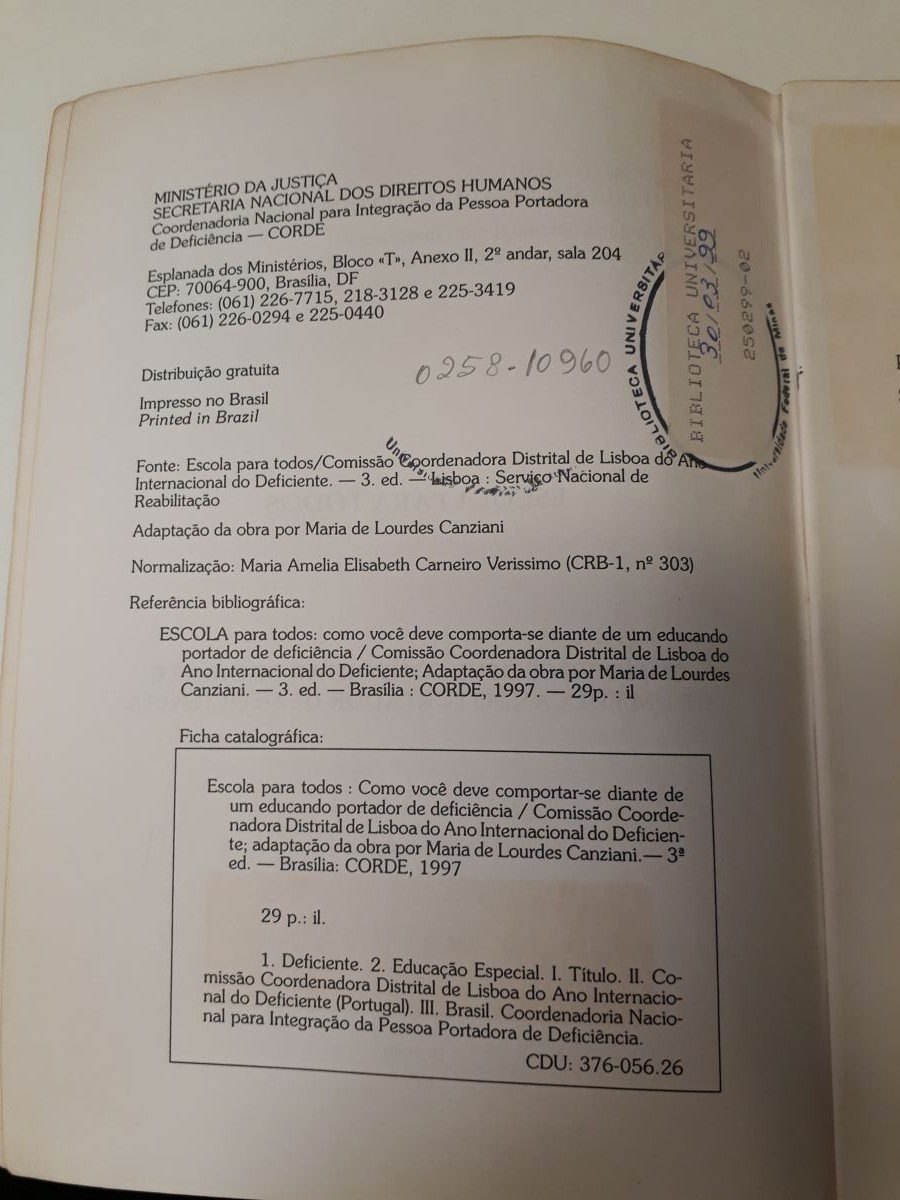 MINISTÉRIO DA JUSTIÇA
SECRETARIA NACIONAL DOS DIREITOS HUMANOS
Coordenadoria Nacional para Integração da Pessoa Portadora
de Deficiência — CORDE
Esplanada dos Ministérios, Bloco «T», Anexo II, 2º andar, sala 204
CEP: 70064-900, Brasília, DF
Telefones: (061) 226-7715, 218-3128 e 225-3419
Fax: (061) 226-0294 e 225-0440
BIBLIOTECA UNIVERSITARIA
30/03/99
250299-02
BIBLIOTECA UNIVERSITÁR
Universidade Federal de Minas
Distribuição gratuita
0258-10960
Impresso no Brasil
Printed in Brazil
Fonte: Escola para todos/Comissão Coordenadora Distrital de Lisboa do Ano
Internacional do Deficiente. — 3. ed. — Lisboa : Serviço Nacional de
Reabilitação
Adaptação da obra por Maria de Lourdes Canziani
Normalização: Maria Amelia Elisabeth Carneiro Verissimo (CRB-1, nº 303)
Referência bibliográfica:
ESCOLA para todos: como você deve comporta-se diante de um educando
portador de deficiência / Comissão Coordenadora Distrital de Lisboa do
Ano Internacional do Deficiente; Adaptação da obra por Maria de Lourdes
Canziani. — 3. ed. — Brasília : CORDE, 1997. — 29p. : il
Ficha catalográfica:
Escola para todos : Como você deve comportar-se diante de
um educando portador de deficiência / Comissão Coorde-
nadora Distrital de Lisboa do Ano Internacional do Deficien-
te; adaptação da obra por Maria de Lourdes Canziani.— 3ª
ed. — Brasília: CORDE, 1997
29 p.: il.
1. Deficiente. 2. Educação Especial. I. Título. II. Co-
missão Coordenadora Distrital de Lisboa do Ano Internacio-
nal do Deficiente (Portugal). III. Brasil. Coordenadoria Nacio-
nal para Integração da Pessoa Portadora de Deficiência.
CDU: 376-056.26